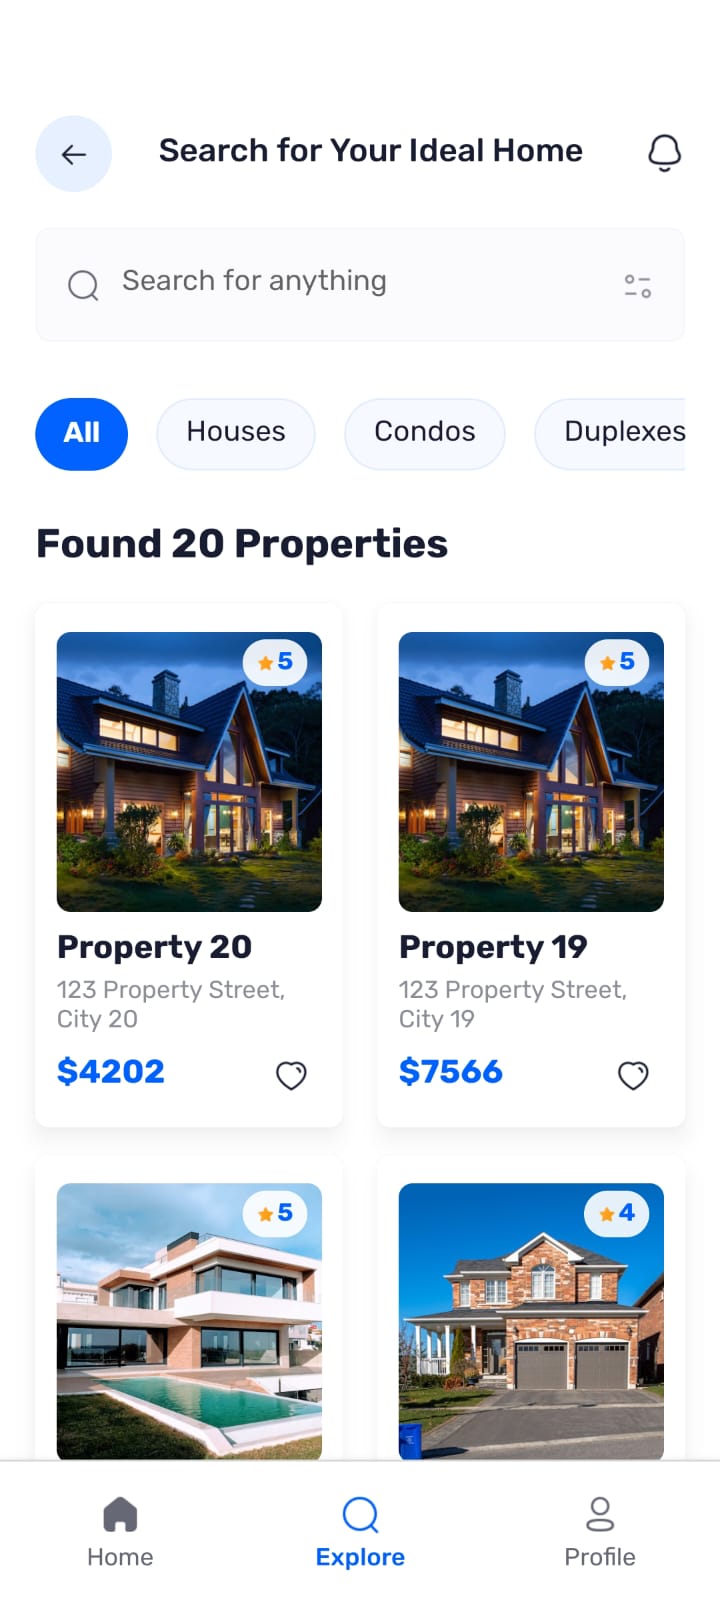 Search for Your Ideal Home
Search for anything
All
Houses
Condos
Duplexes
Found 20 Properties
5
5
Property 20
123 Property Street,
City 20
$4202
Property 19
123 Property Street,
City 19
$7566
5
4
Home
Explore
Profile